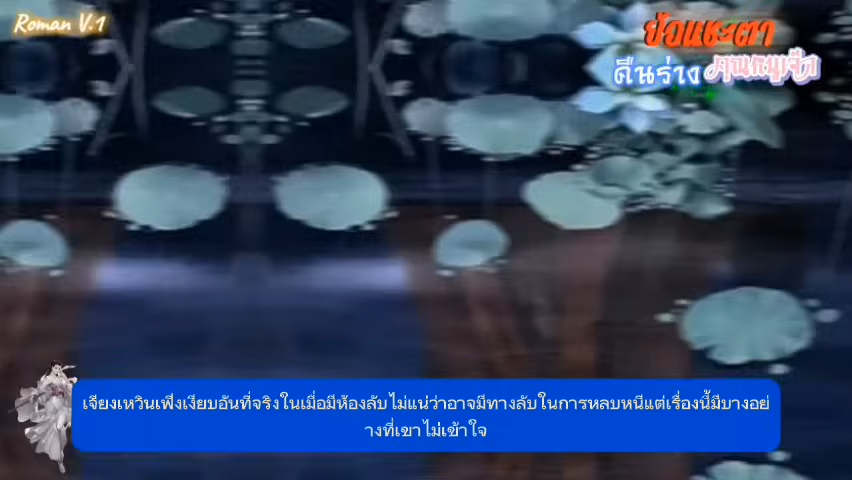 Roman V.1
ย้อนชะตา
คืนร่าง
เจียงเหวินเฟิงเงียบอันที่จริงในเมื่อมีห้องลับไม่แน่ว่าอาจมีทางลับในการหลบหนีแต่เรื่องนี้มีบางอย่
างที่เขาไม่เข้าใจ